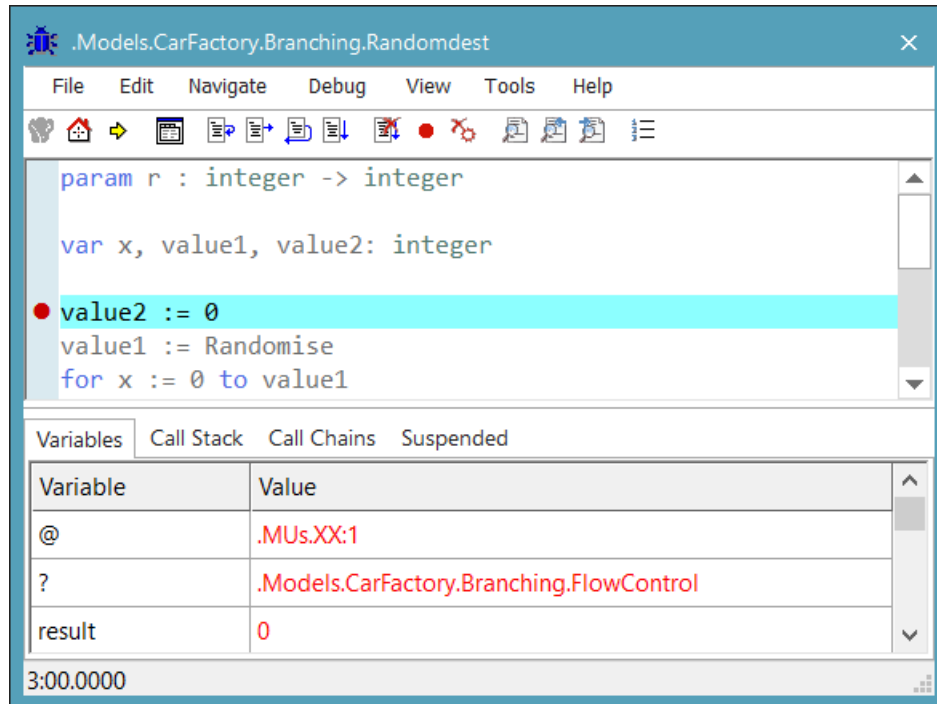 .Models.CarFactory.Branching.Randomdest
File Edit Navigate Debug View Tools Help
param r : integer -> integer
var x, value1, value2: integer
value2 := 0
value1 := Randomise
for x := 0 to value1
Variables Call Stack Call Chains Suspended
Variable Value
@ .MUs.XX:1
? .Models.CarFactory.Branching.FlowControl
result 0
3:00.0000